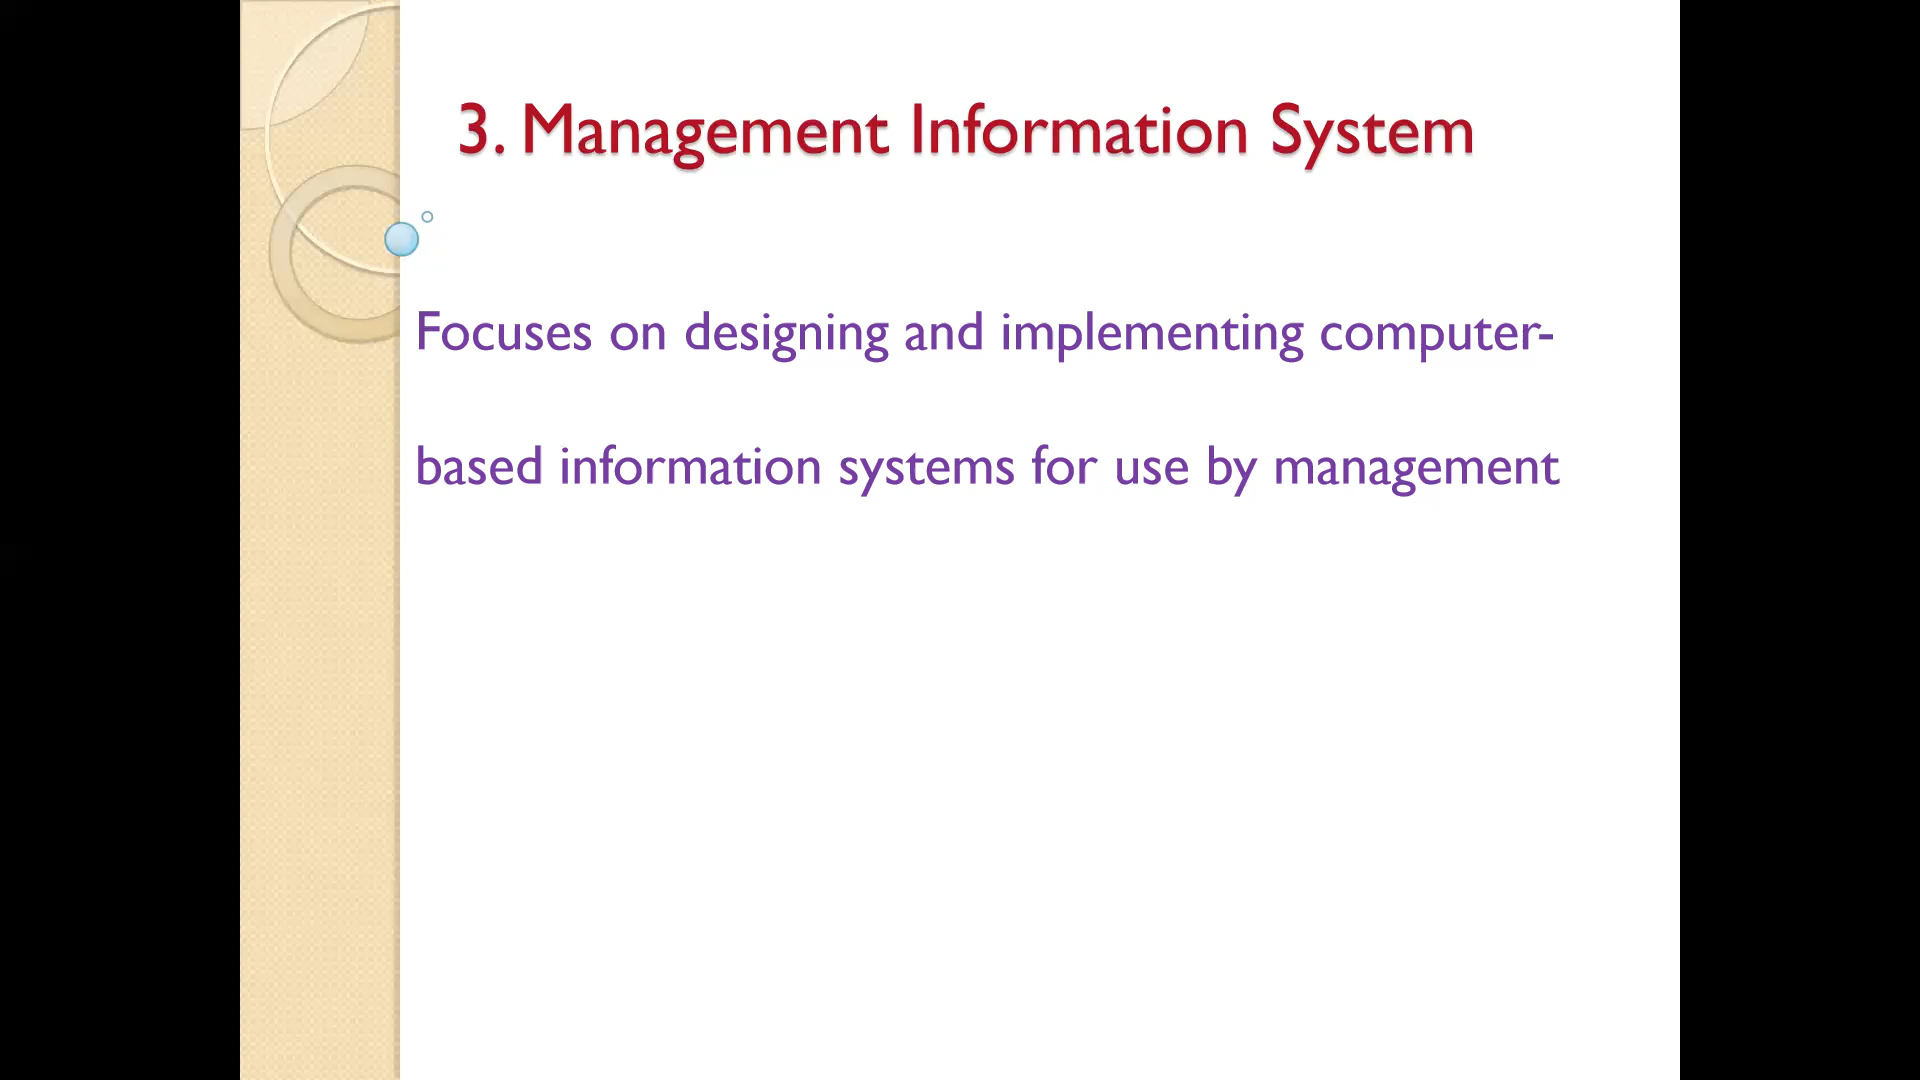 3. Management Information System
Focuses on designing and implementing computer-
based information systems for use by management